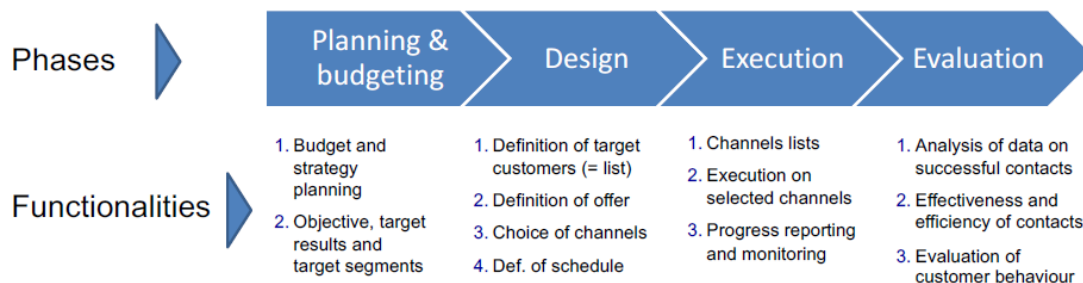 Phases
Planning &
budgeting
Design
Execution
Evaluation
Functionalities
1. Budget and
strategy
planning
2. Objective, target
results and
target segments
1. Definition of target
customers (= list)
2. Definition of offer
3. Choice of channels
4. Def. of schedule
1. Channels lists
2. Execution on
selected channels
3. Progress reporting
and monitoring
1. Analysis of data on
successful contacts
2. Effectiveness and
efficiency of contacts
3. Evaluation of
customer behaviour